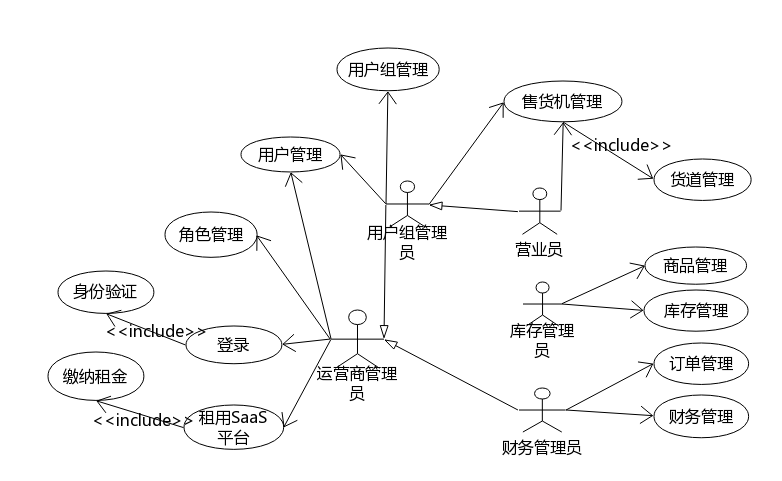 用户组管理
售货机管理
<<include>>
用户管理
货道管理
角色管理
用户组管理
员
营业员
商品管理
身份验证
库存管理
<<include>>
登录
库存管理
员
订单管理
缴纳租金
运营商管理
员
<<include>>
租用SaaS
平台
财务管理
财务管理员